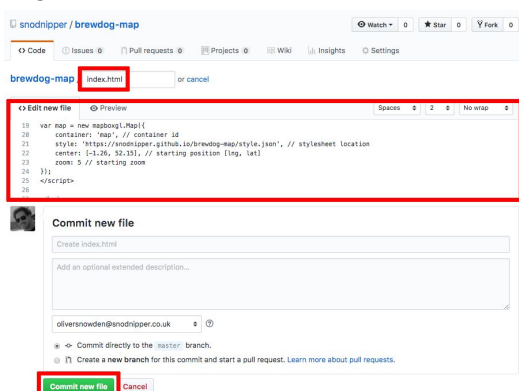 snodnipper / brewdog-map Watch 0 Star 0 Fork 0
Code Issues 0 Pull requests 0 Projects 0 Wiki Insights Settings
brewdog-map / index.html or cancel
Edit new file Preview Spaces 2 No wrap
19 var map = new mapboxgl.Map({
20 container: 'map', // container id
21 style: 'https://snodnipper.github.io/brewdog-map/style.json', // stylesheet location
22 center: [-1.26, 52.15], // starting position [lng, lat]
23 zoom: 5 // starting zoom
24 });
25 </script>
26
Commit new file
Create index.html
Add an optional extended description...
oliversnowden@snodnipper.co.uk
Commit directly to the master branch.
Create a new branch for this commit and start a pull request. Learn more about pull requests.
Commit new file Cancel